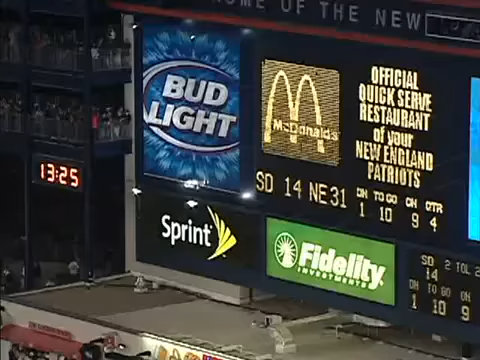 HOME OF THE NEW
BUD
LIGHT
McDonald's
OFFICIAL
QUICK SERVE
RESTAURANT
of your
NEW ENGLAND
PATRIOTS
13:25
SD 14 NE 31
DN TO GO ON QTR
1 10 9 4
Sprint
Fidelity
INVESTMENTS
SD 2 TOL 2
14
DN TO GO ON
1 10 9